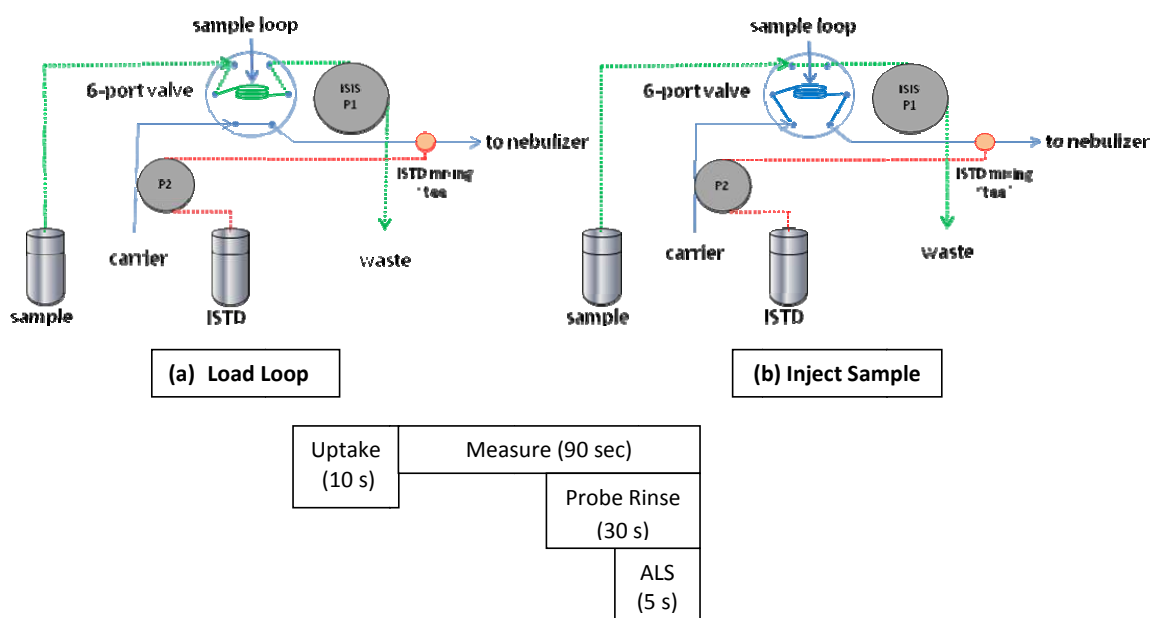 sample loop
6-port valve
ISIS
P1
to nebulizer
P2
ISTD mixing
"tee"
carrier
waste
sample
ISTD
(a) Load Loop
sample loop
6-port valve
ISIS
P1
to nebulizer
P2
ISTD mixing
"tee"
carrier
waste
sample
ISTD
(b) Inject Sample
Uptake
(10 s)
Measure (90 sec)
Probe Rinse
(30 s)
ALS
(5 s)